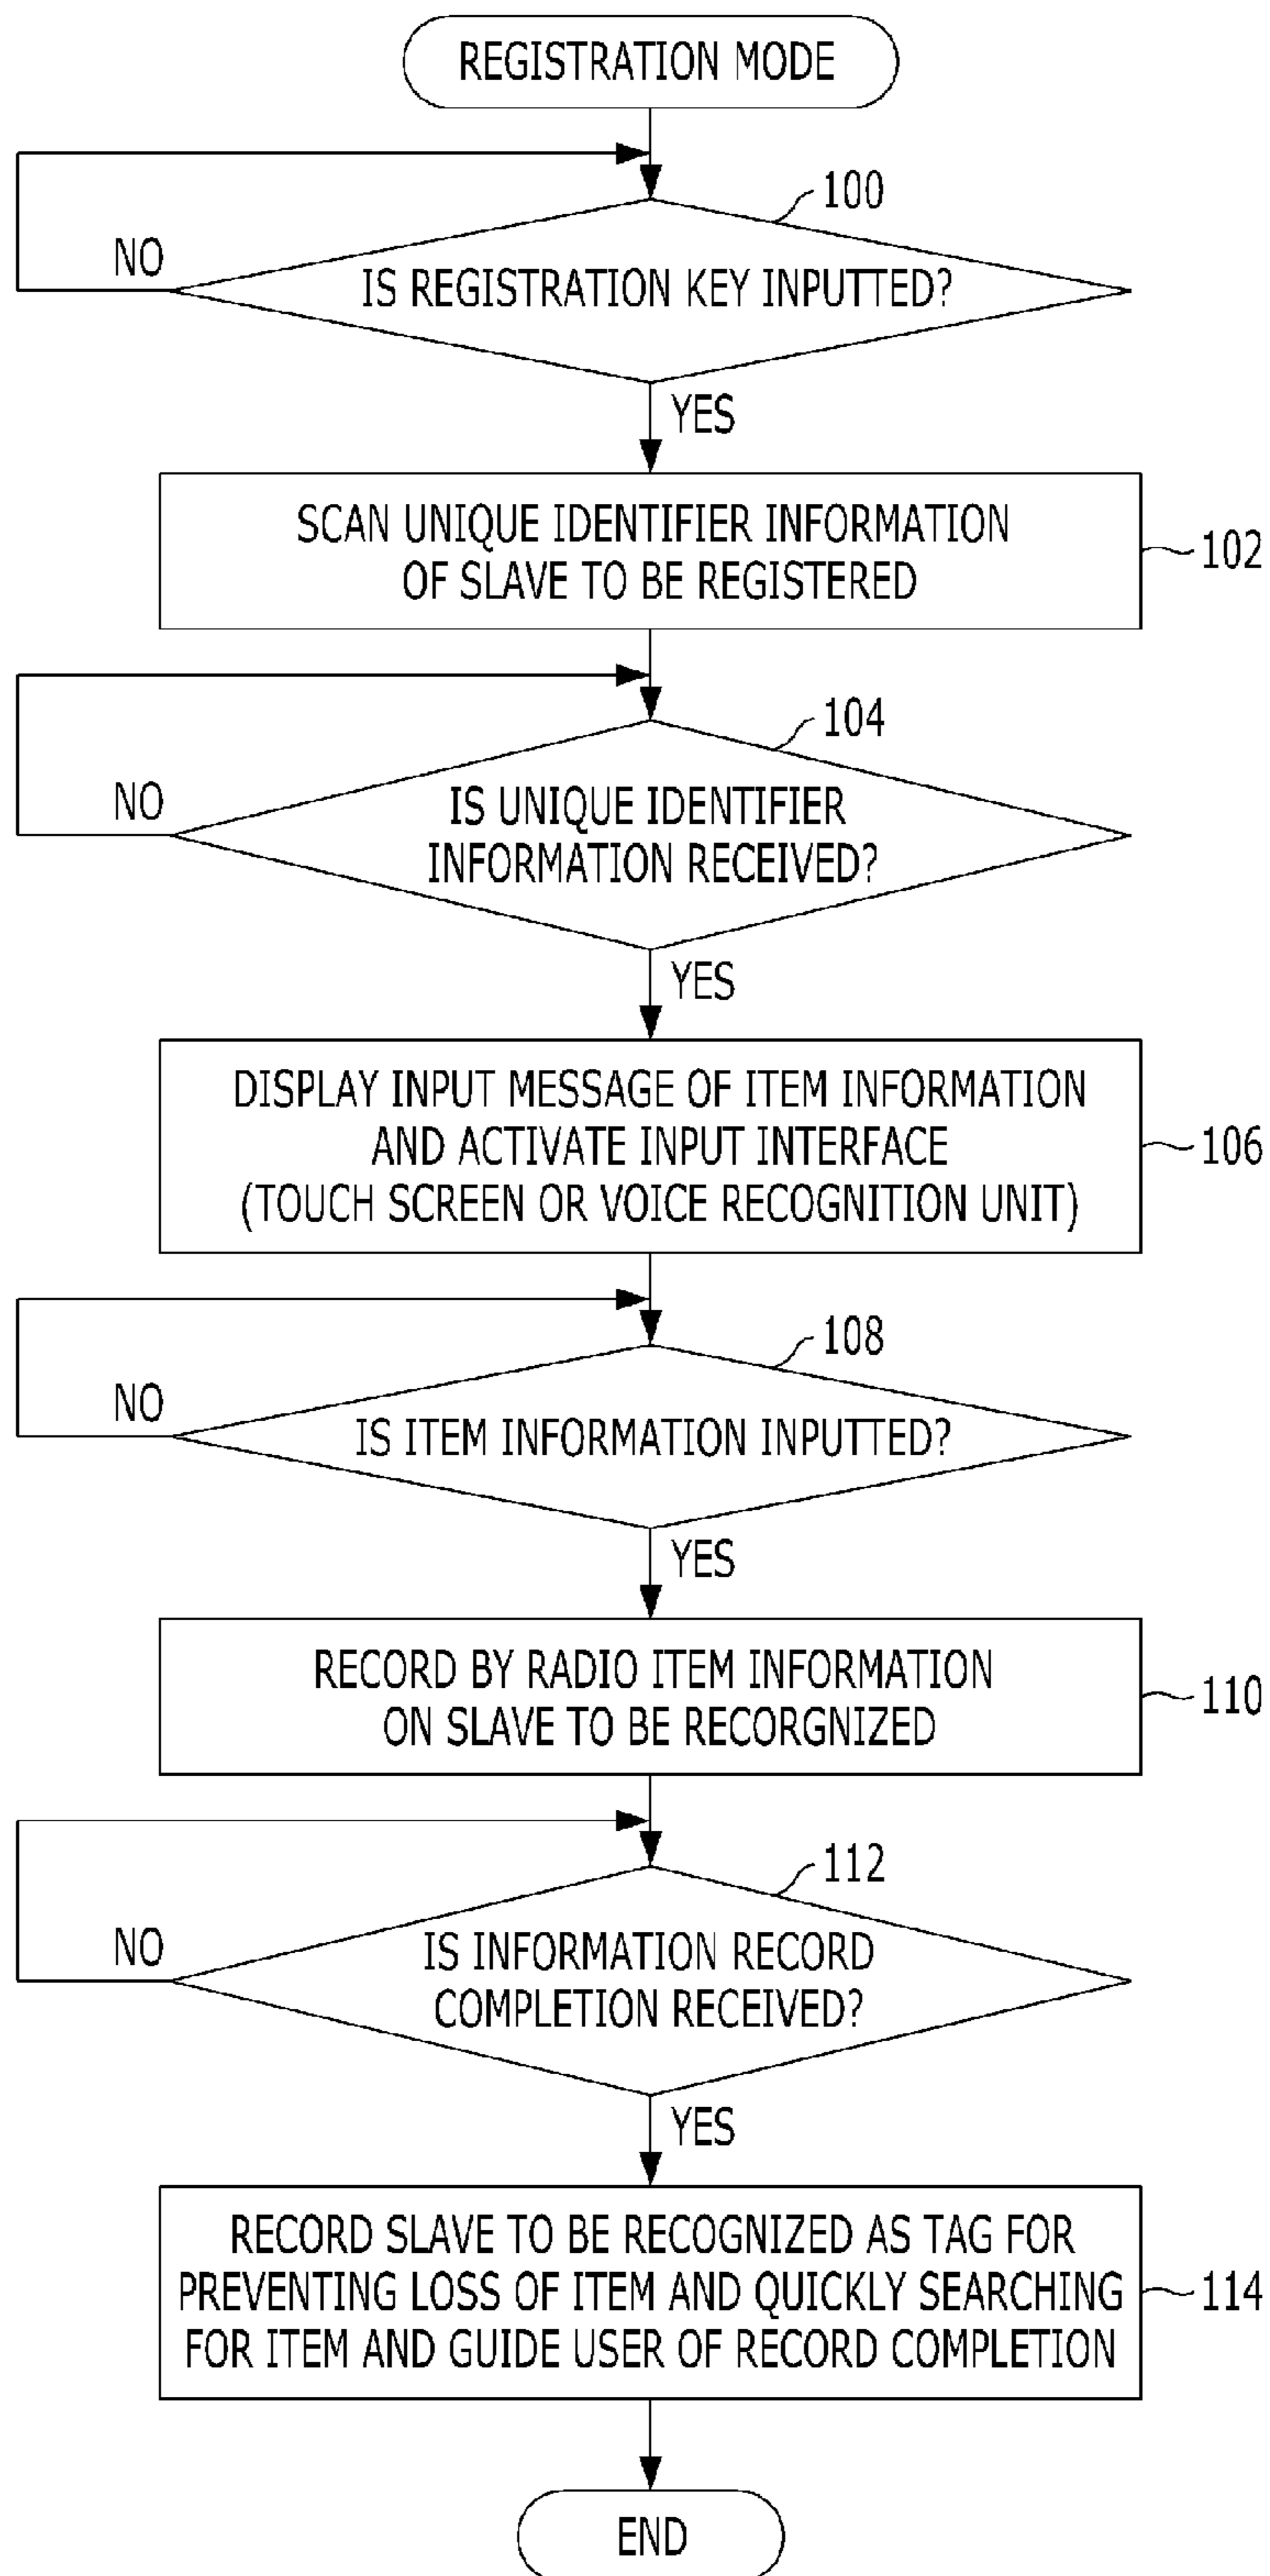 REGISTRATION MODE
100
NO
IS REGISTRATION KEY INPUTTED?
YES
SCAN UNIQUE IDENTIFIER INFORMATION
OF SLAVE TO BE REGISTERED
102
104
NO
IS UNIQUE IDENTIFIER
INFORMATION RECEIVED?
YES
DISPLAY INPUT MESSAGE OF ITEM INFORMATION
AND ACTIVATE INPUT INTERFACE
(TOUCH SCREEN OR VOICE RECOGNITION UNIT)
106
108
NO
IS ITEM INFORMATION INPUTTED?
YES
RECORD BY RADIO ITEM INFORMATION
ON SLAVE TO BE RECORGNIZED
110
112
NO
IS INFORMATION RECORD
COMPLETION RECEIVED?
YES
RECORD SLAVE TO BE RECOGNIZED AS TAG FOR
PREVENTING LOSS OF ITEM AND QUICKLY SEARCHING
FOR ITEM AND GUIDE USER OF RECORD COMPLETION
114
END